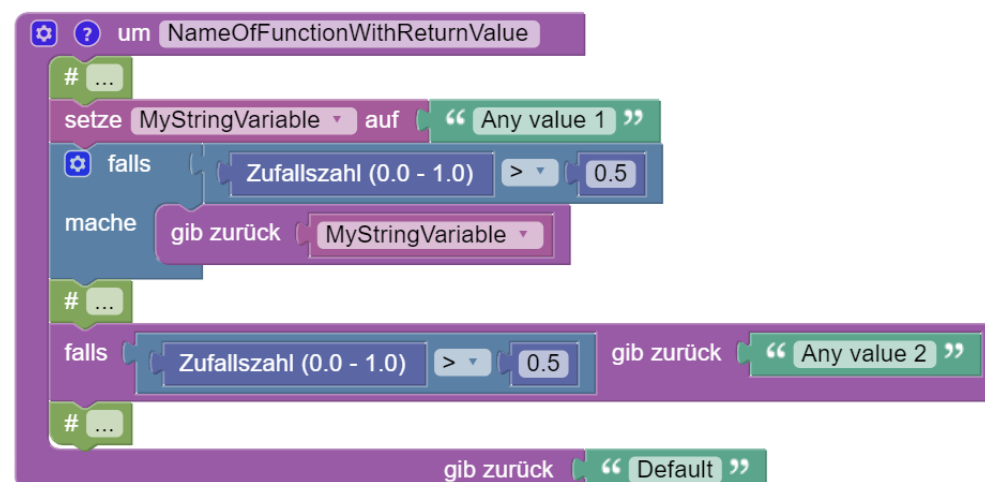 ? um NameOfFunctionWithReturnValue
# ...
setze MyStringVariable ▾ auf “ Any value 1 ”
falls Zufallszahl (0.0 - 1.0) > ▾ 0.5
mache gib zurück MyStringVariable ▾
# ...
falls Zufallszahl (0.0 - 1.0) > ▾ 0.5 gib zurück “ Any value 2 ”
# ...
gib zurück “ Default ”